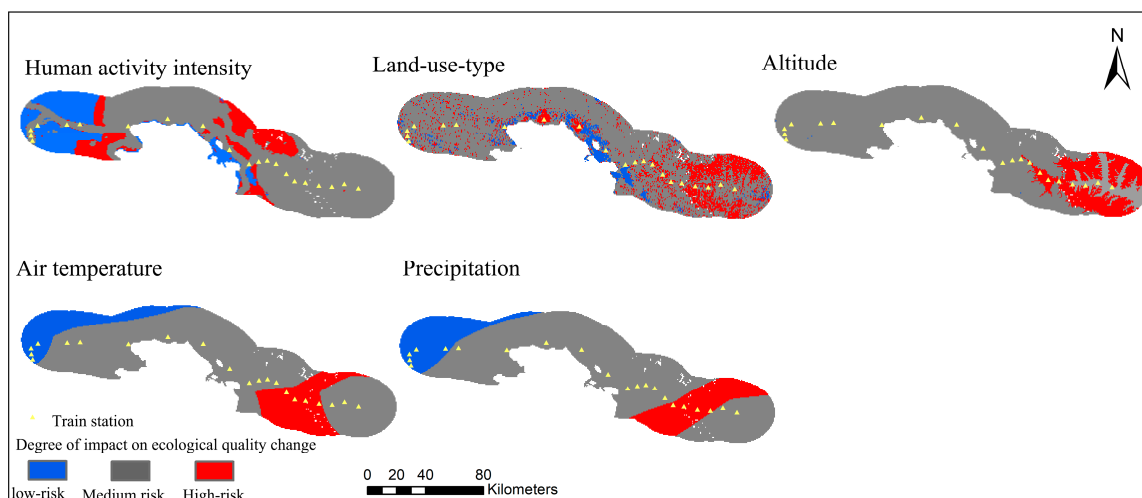 N
Human activity intensity
Land-use-type
Altitude
Air temperature
Precipitation
Train station
Degree of impact on ecological quality change
low-risk Medium risk High-risk
0 20 40 80
Kilometers